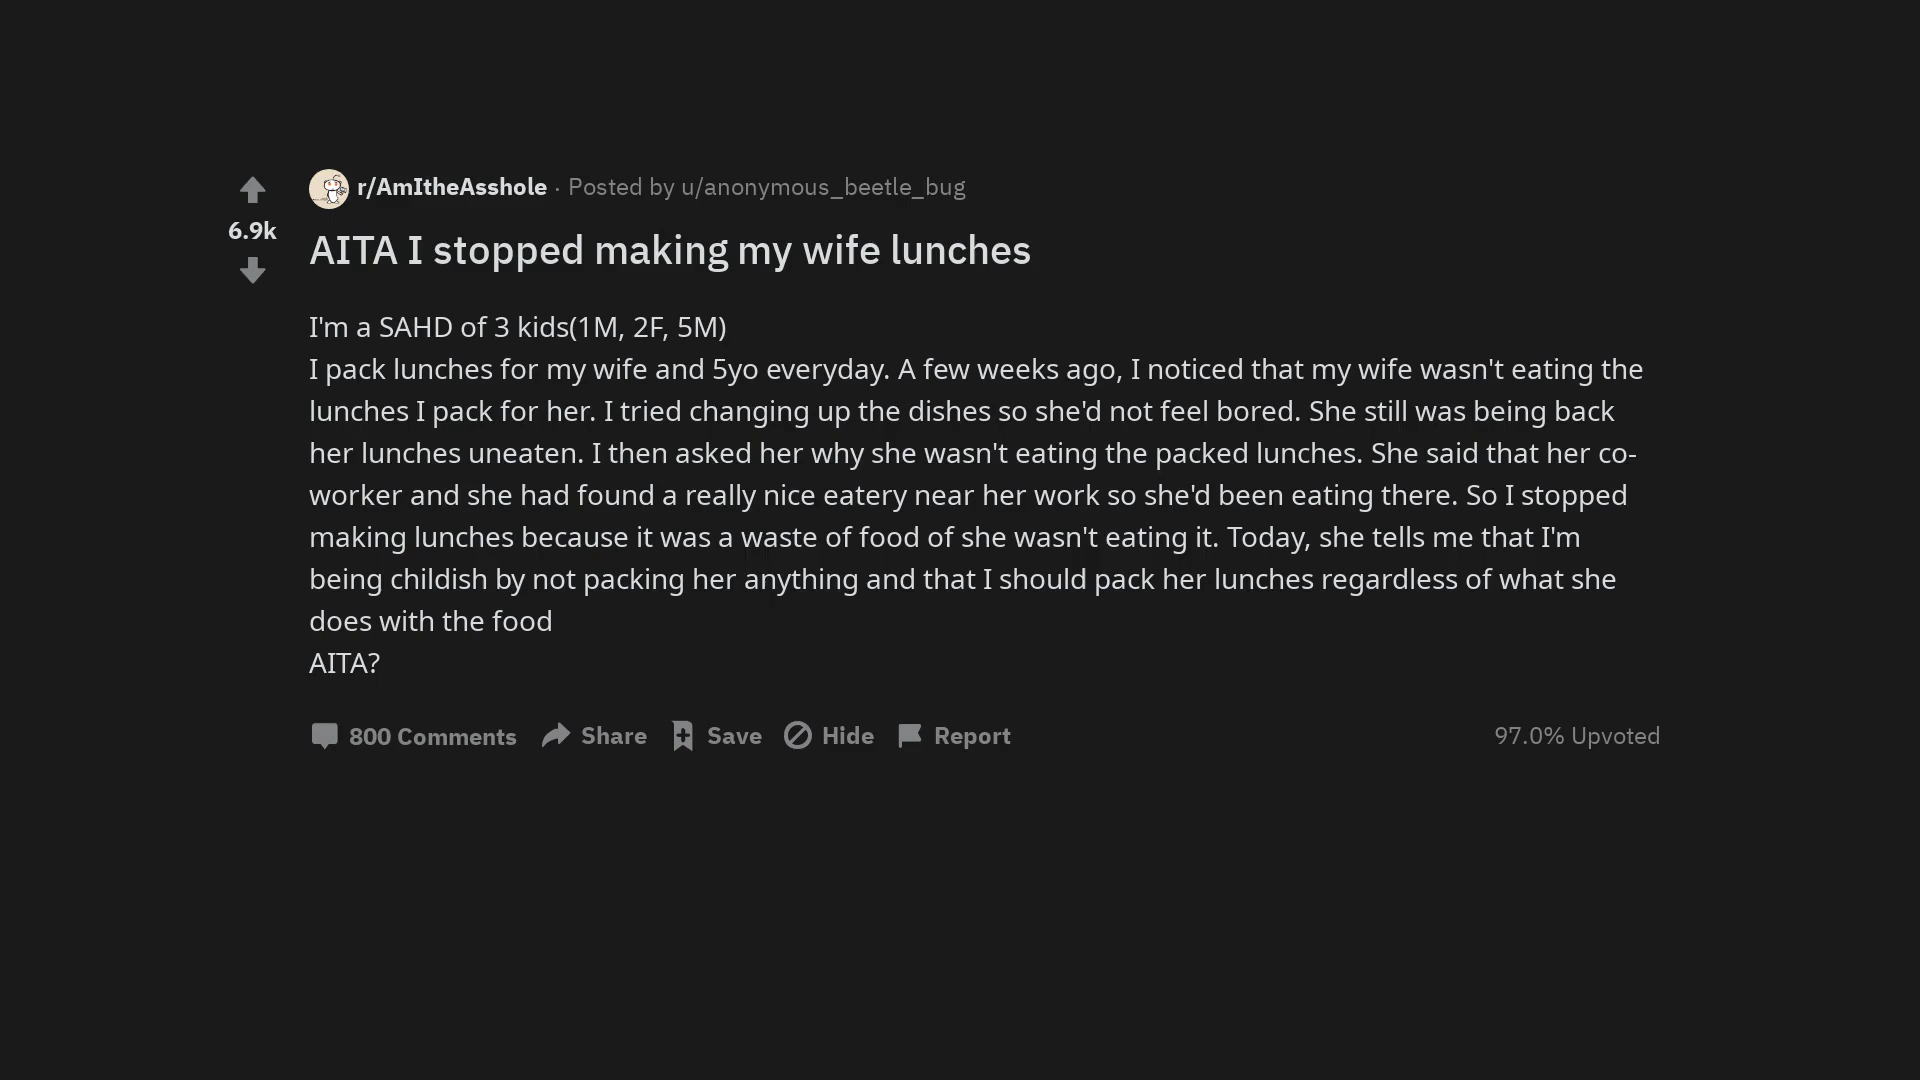 r/AmItheAsshole · Posted by u/anonymous_beetle_bug
6.9k
AITA I stopped making my wife lunches
I'm a SAHD of 3 kids(1M, 2F, 5M)
I pack lunches for my wife and 5yo everyday. A few weeks ago, I noticed that my wife wasn't eating the
lunches I pack for her. I tried changing up the dishes so she'd not feel bored. She still was being back
her lunches uneaten. I then asked her why she wasn't eating the packed lunches. She said that her co-
worker and she had found a really nice eatery near her work so she'd been eating there. So I stopped
making lunches because it was a waste of food of she wasn't eating it. Today, she tells me that I'm
being childish by not packing her anything and that I should pack her lunches regardless of what she
does with the food
AITA?
800 Comments Share Save Hide Report 97.0% Upvoted